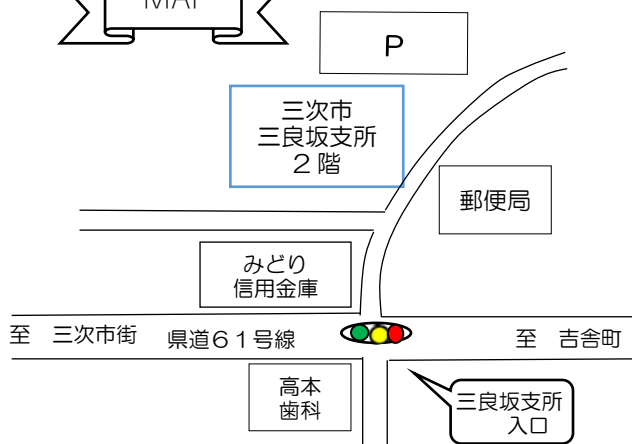 MAP
P
三次市
三良坂支所
２階
郵便局
みどり
信用金庫
至　三次市街　県道６１号線
至　吉舎町
高本
歯科
三良坂支所
入口